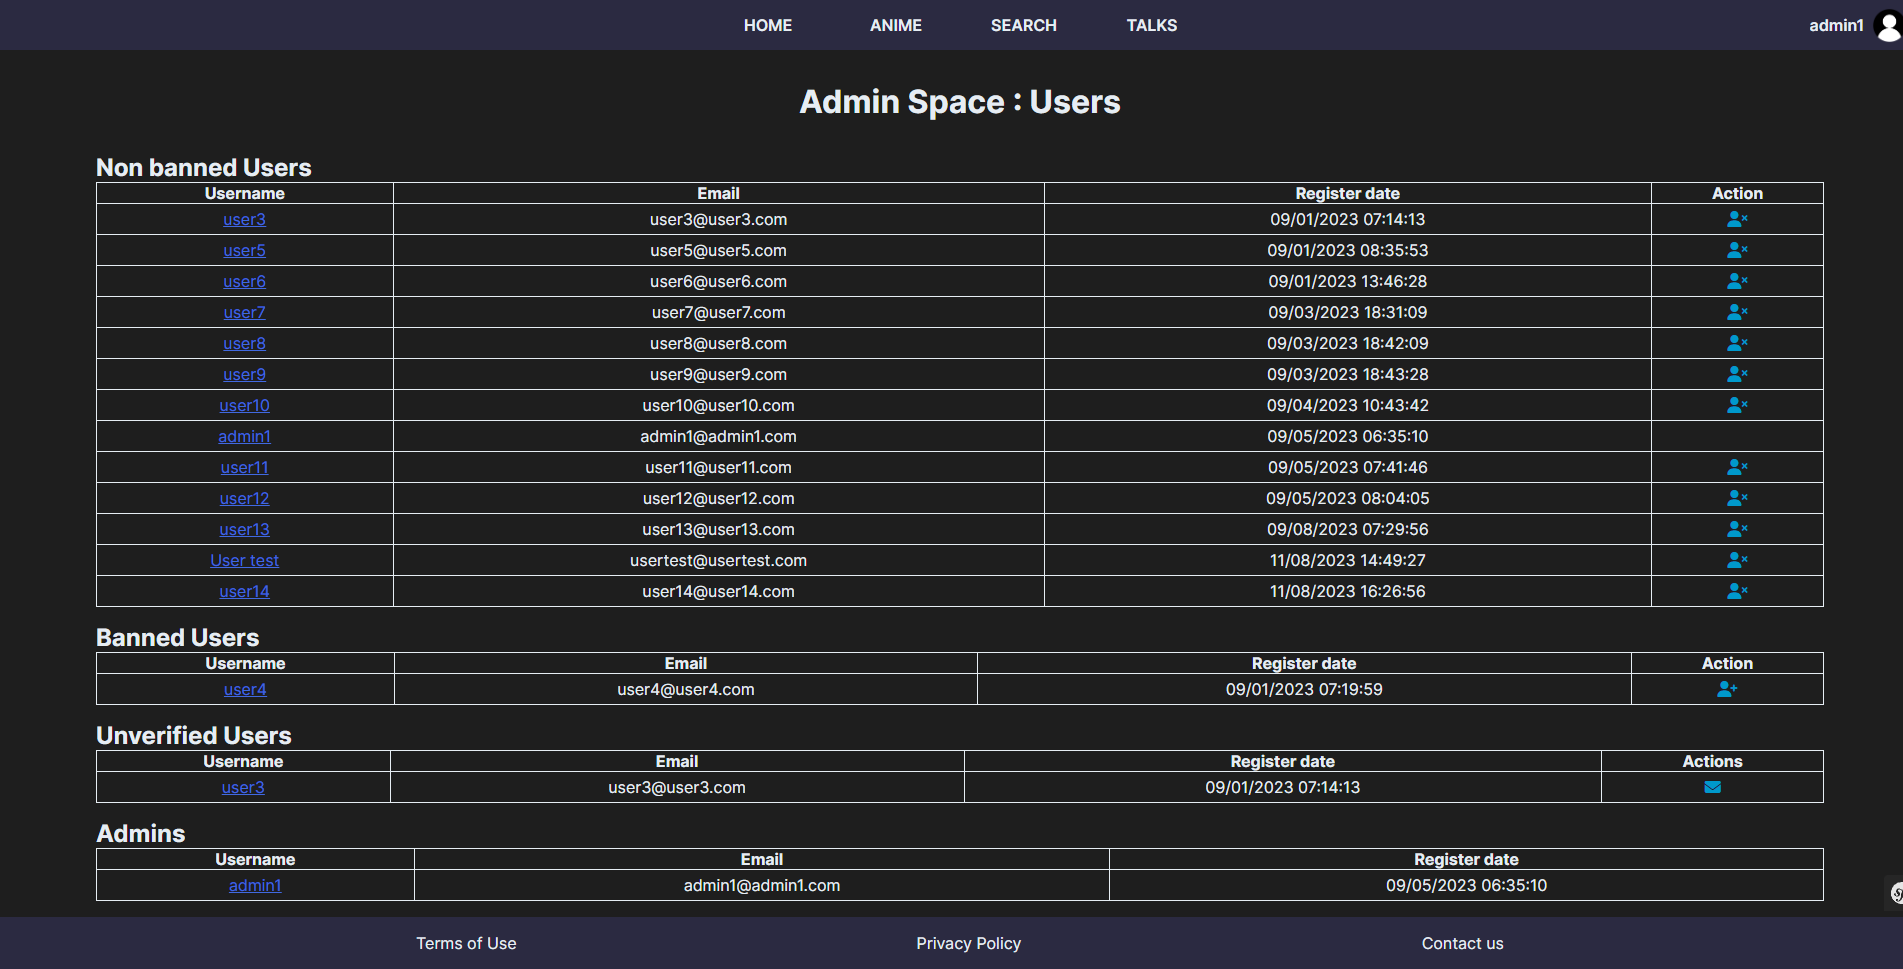 HOME ANIME SEARCH TALKS admin1
Admin Space : Users
Non banned Users
Username Email Register date Action
user3 user3@user3.com 09/01/2023 07:14:13
user5 user5@user5.com 09/01/2023 08:35:53
user6 user6@user6.com 09/01/2023 13:46:28
user7 user7@user7.com 09/03/2023 18:31:09
user8 user8@user8.com 09/03/2023 18:42:09
user9 user9@user9.com 09/03/2023 18:43:28
user10 user10@user10.com 09/04/2023 10:43:42
admin1 admin1@admin1.com 09/05/2023 06:35:10
user11 user11@user11.com 09/05/2023 07:41:46
user12 user12@user12.com 09/05/2023 08:04:05
user13 user13@user13.com 09/08/2023 07:29:56
User test usertest@usertest.com 11/08/2023 14:49:27
user14 user14@user14.com 11/08/2023 16:26:56
Banned Users
Username Email Register date Action
user4 user4@user4.com 09/01/2023 07:19:59
Unverified Users
Username Email Register date Actions
user3 user3@user3.com 09/01/2023 07:14:13
Admins
Username Email Register date
admin1 admin1@admin1.com 09/05/2023 06:35:10
Terms of Use Privacy Policy Contact us